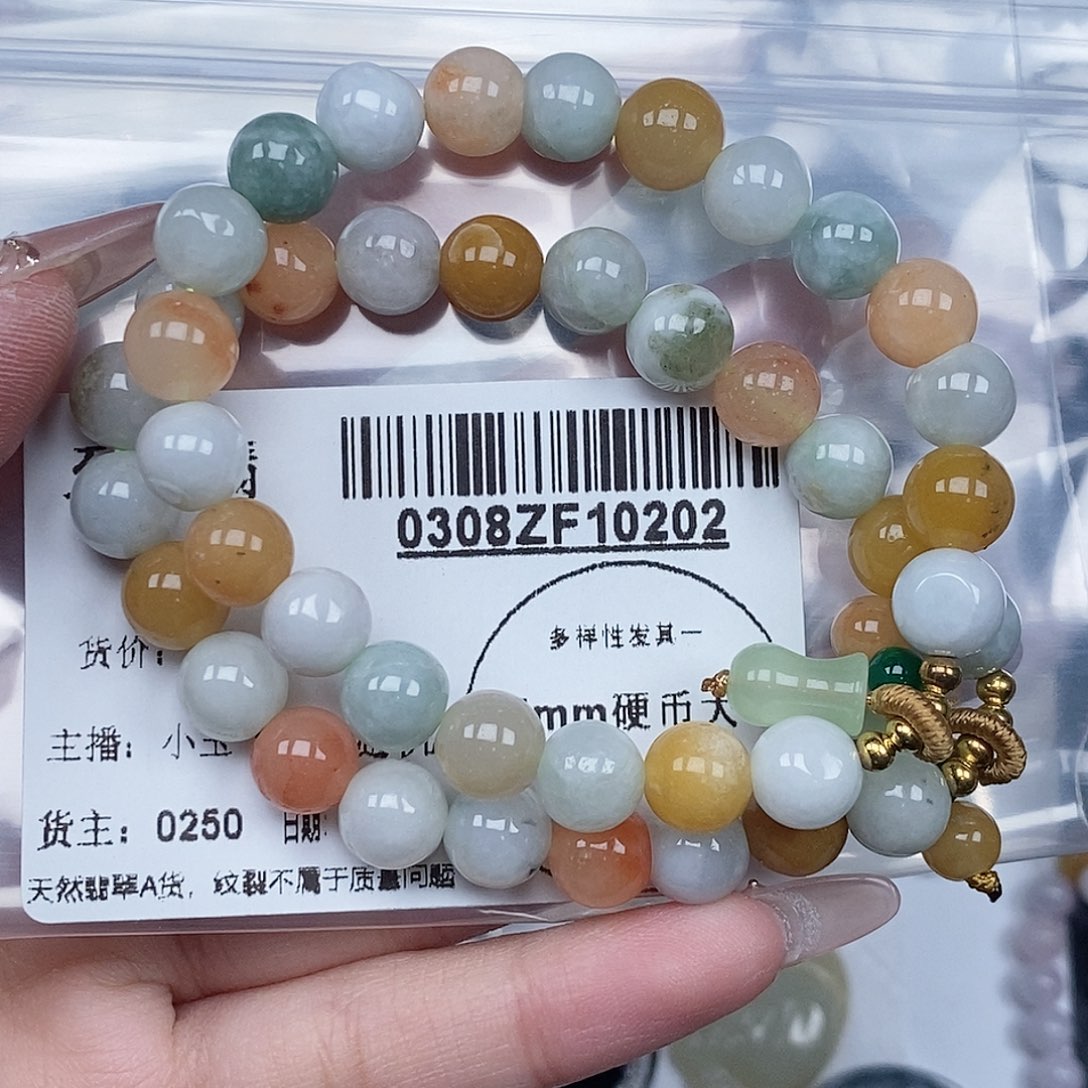 0308ZF10202
货价：
多样性发其一
mm硬币大
主播：小玉
货主：0250 日期：
天然翡翠A货，纹裂不属于质量问题